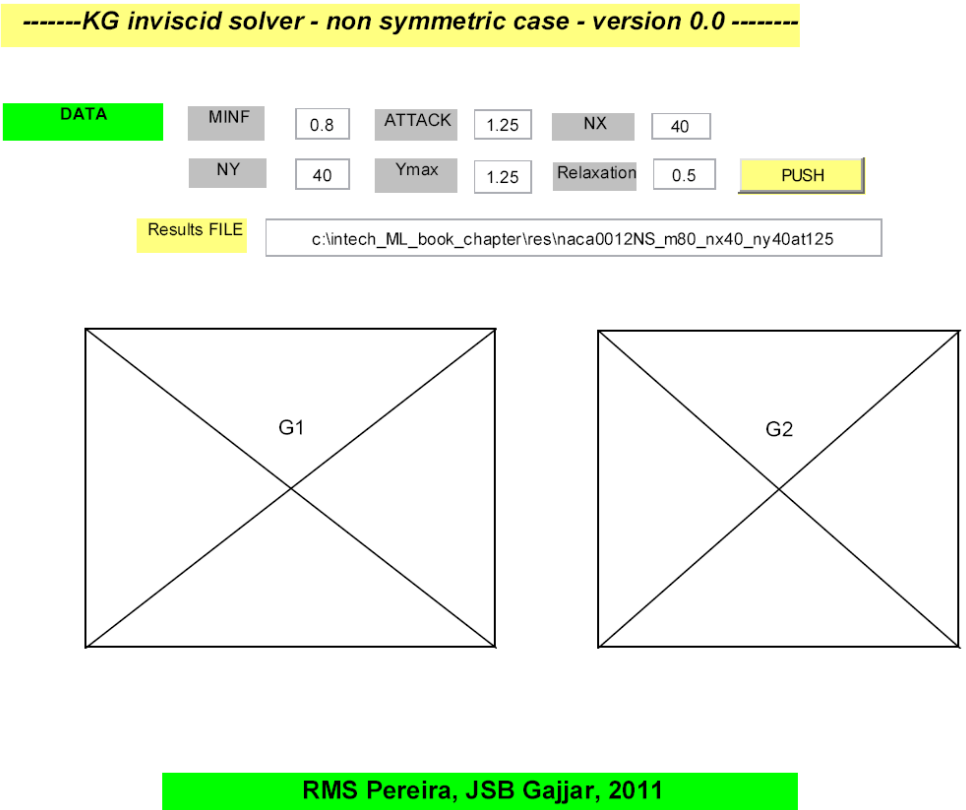 -------KG inviscid solver - non symmetric case - version 0.0 --------
DATA MINF 0.8 ATTACK 1.25 NX 40
NY 40 Ymax 1.25 Relaxation 0.5 PUSH
Results FILE c:\intech_ML_book_chapter\res\naca0012NS_m80_nx40_ny40at125
G1 G2
RMS Pereira, JSB Gajjar, 2011